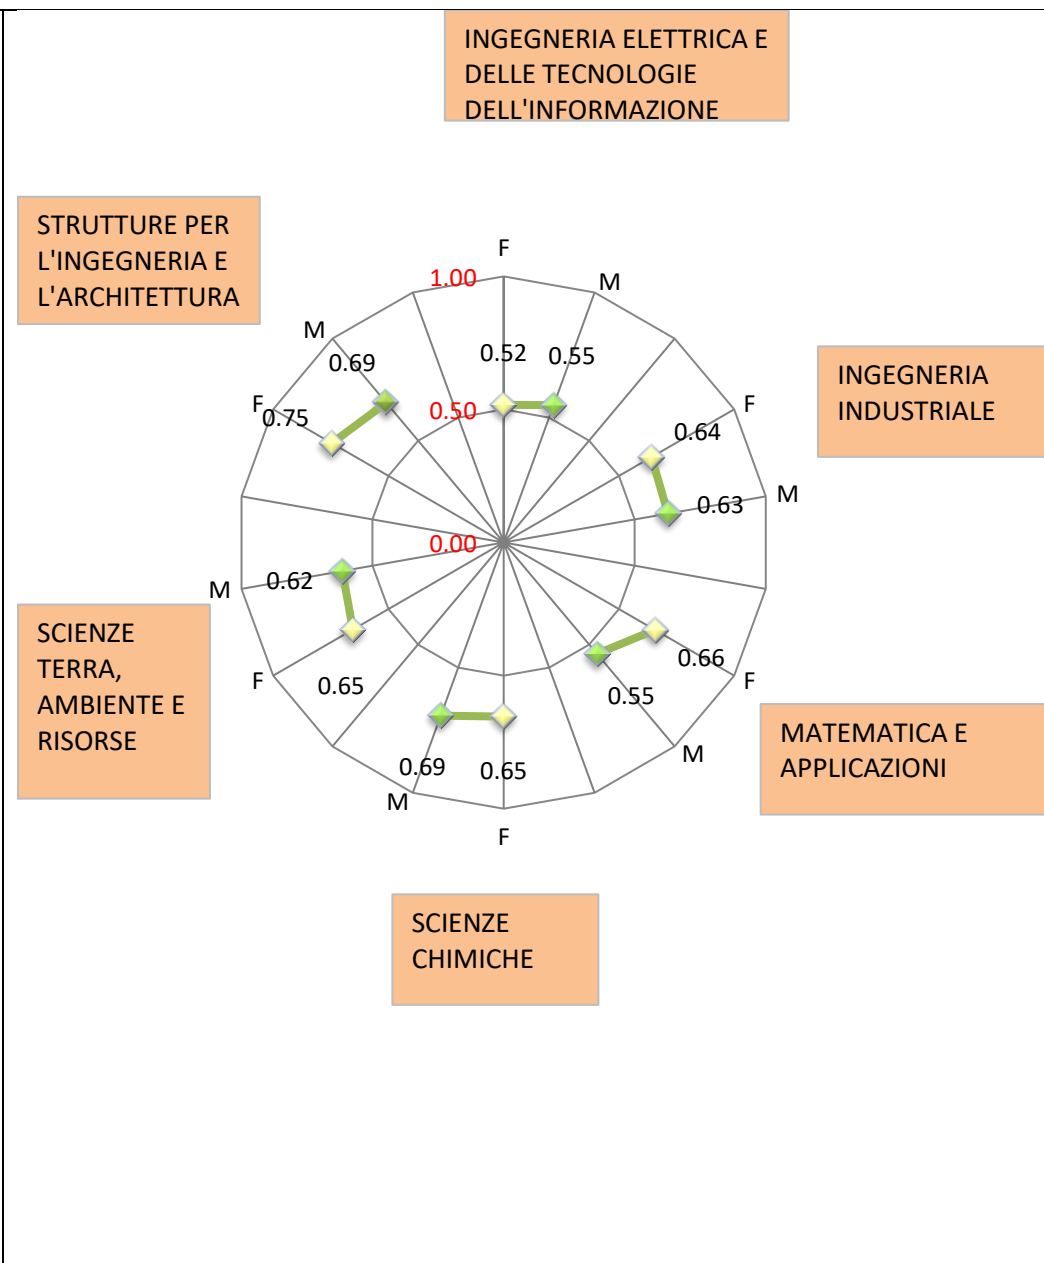 INGEGNERIA ELETTRICA E
DELLE TECNOLOGIE
DELL'INFORMAZIONE
STRUTTURE PER
L'INGEGNERIA E
L'ARCHITETTURA
INGEGNERIA
INDUSTRIALE
F
M
1.00
M
0.69
0.52
0.55
F
0.75
0.50
F
0.64
M
0.63
0.00
M
0.62
F
0.65
0.66
F
0.55
M
0.69
M
0.65
F
SCIENZE
TERRA,
AMBIENTE E
RISORSE
MATEMATICA E
APPLICAZIONI
SCIENZE
CHIMICHE